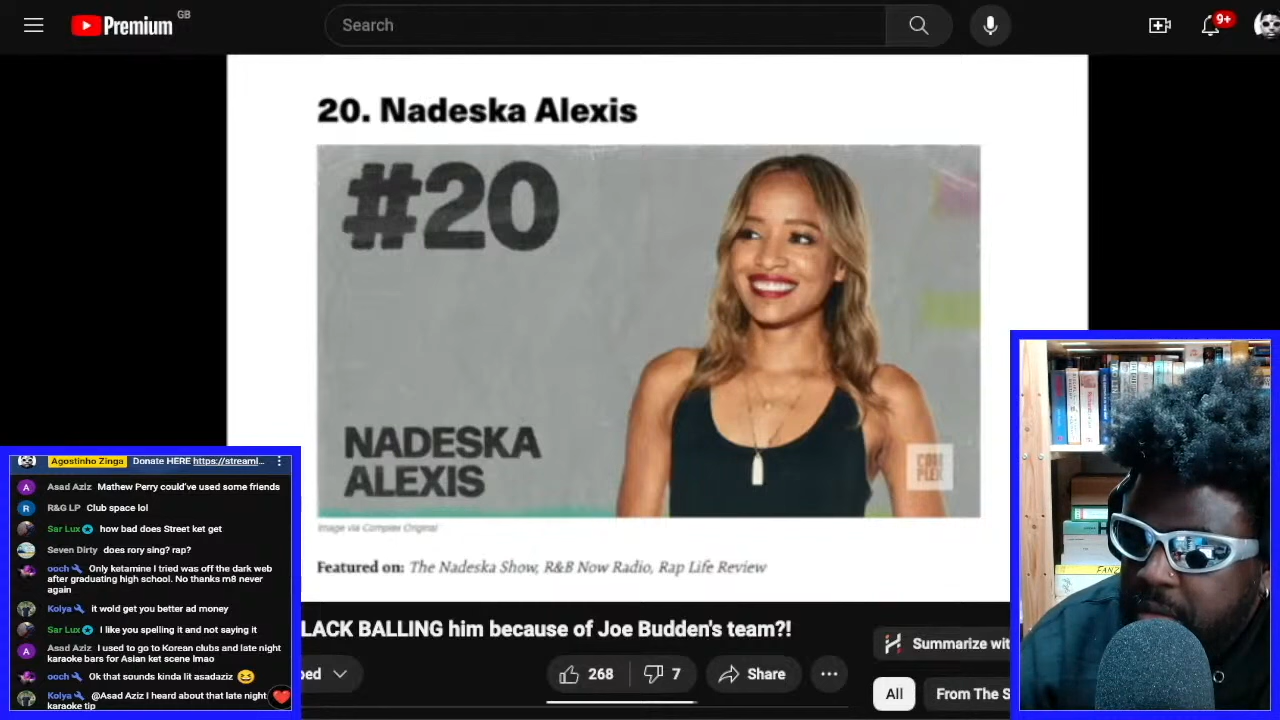 Premium
GB
Search
9+
20. Nadeska Alexis
#20
NADESKA
ALEXIS
COM
PLEX
Image via Complex Original
Featured on: The Nadeska Show, R&B Now Radio, Rap Life Review
LACK BALLING him because of Joe Budden's team?!
268
7
Share
Summarize wit
All
From The S
Agostinho Zinga Donate HERE https://streaml...
Asad Aziz Mathew Perry could've used some friends
R&G LP Club space lol
Sar Lux how bad does Street ket get
Seven Dirty does rory sing? rap?
ooch Only ketamine I tried was off the dark web
after graduating high school. No thanks m8 never
again
Kolya it wold get you better ad money
Sar Lux I like you spelling it and not saying it
Asad Aziz I used to go to Korean clubs and late night
karaoke bars for Asian ket scene lmao
ooch Ok that sounds kinda lit asadaziz 😆
Kolya @Asad Aziz I heard about that late night
karaoke tip
FANZ